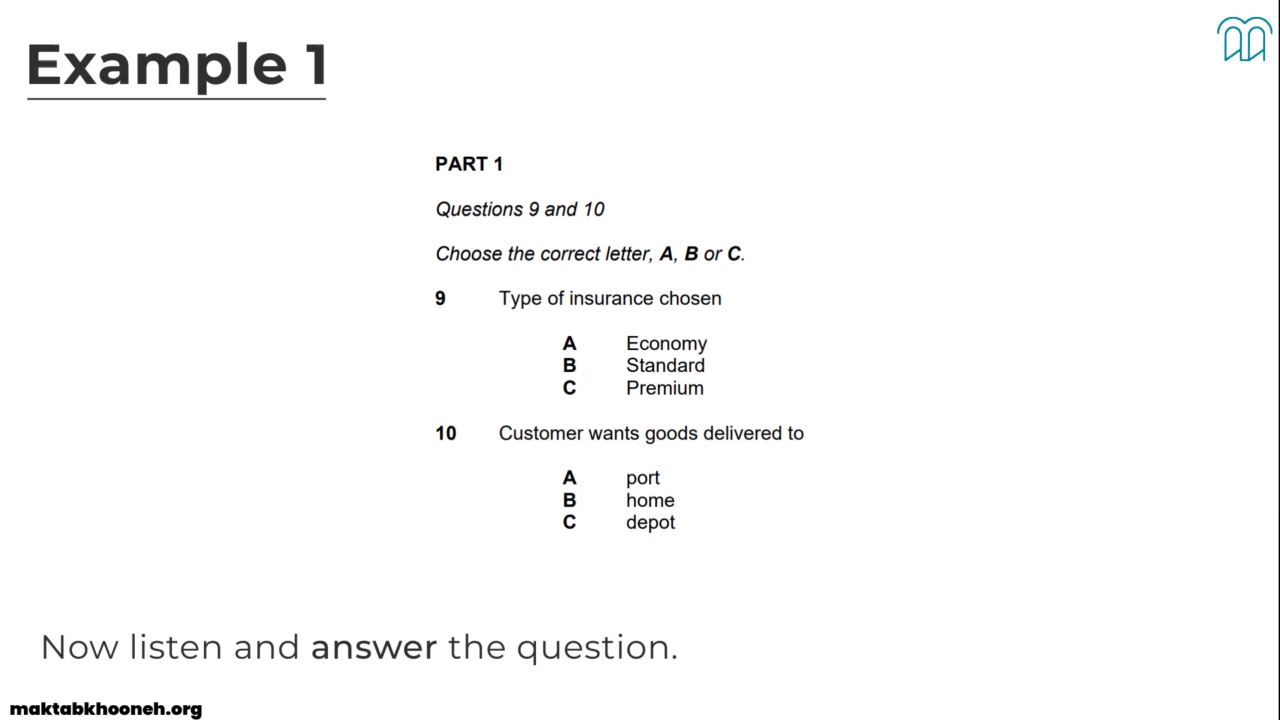 Example 1
PART 1
Questions 9 and 10
Choose the correct letter, A, B or C.
9 Type of insurance chosen
A Economy
B Standard
C Premium
10 Customer wants goods delivered to
A port
B home
C depot
Now listen and answer the question.
maktabkhooneh.org